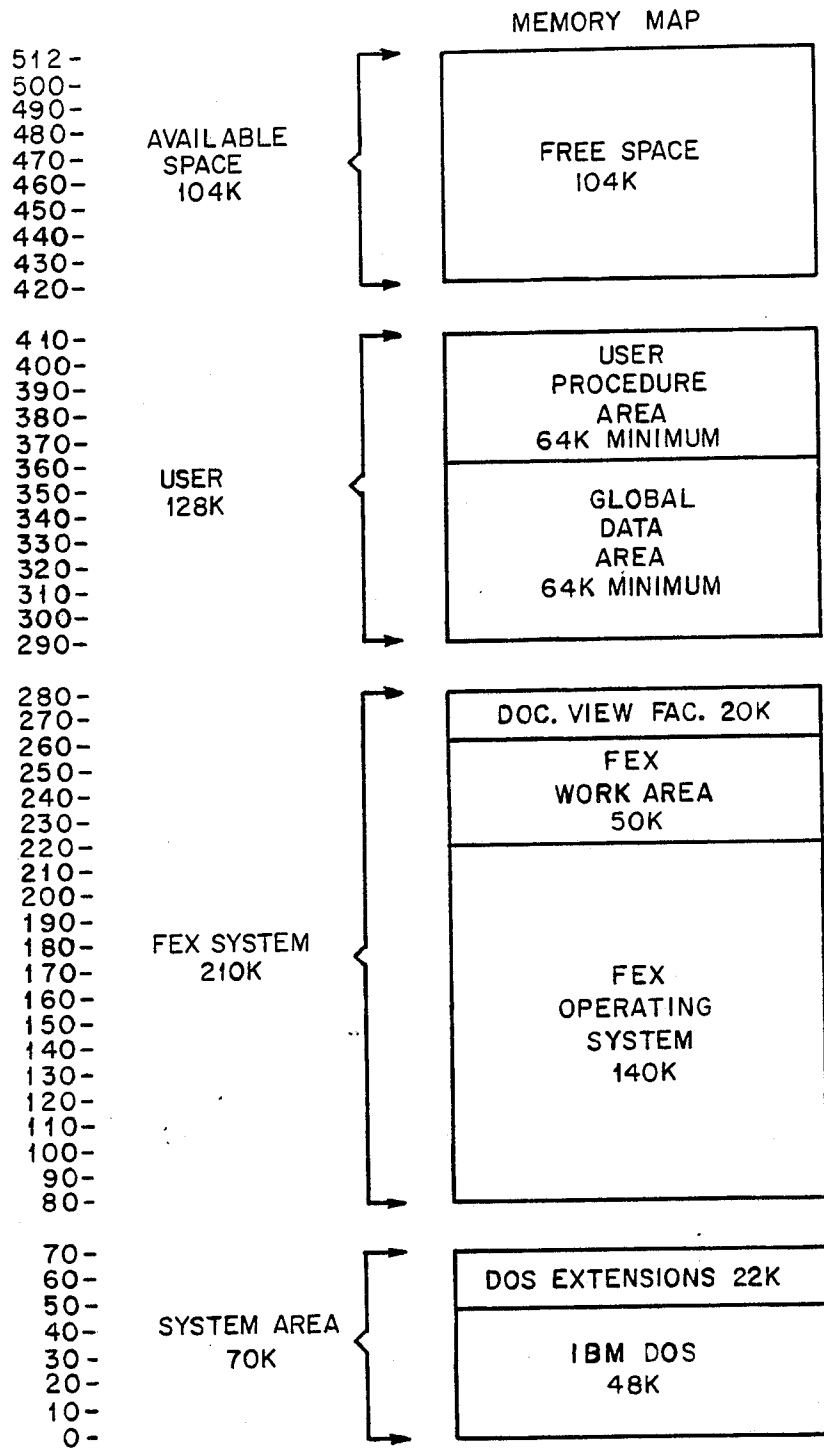 MEMORY MAP
512-
500-
490-
480-
470-
460-
450-
440-
430-
420-
AVAILABLE
SPACE
104K
FREE SPACE
104K
410-
400-
390-
380-
370-
360-
350-
340-
330-
320-
310-
300-
290-
USER
128K
USER
PROCEDURE
AREA
64K MINIMUM
GLOBAL
DATA
AREA
64K MINIMUM
280-
270-
260-
250-
240-
230-
220-
210-
200-
190-
180-
170-
160-
150-
140-
130-
120-
110-
100-
90-
80-
FEX SYSTEM
210K
DOC. VIEW FAC. 20K
FEX
WORK AREA
50K
FEX
OPERATING
SYSTEM
140K
70-
60-
50-
40-
30-
20-
10-
0-
SYSTEM AREA
70K
DOS EXTENSIONS 22K
IBM DOS
48K